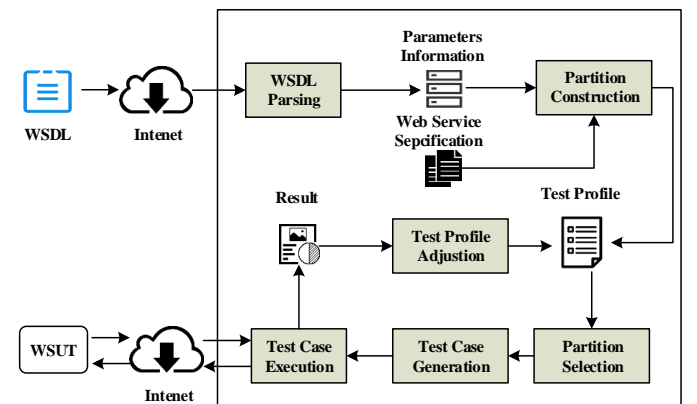 Parameters
Information
WSDL
Parsing
Partition
Construction
WSDL
Intenet
Web Service
Sepcification
Result
Test Profile
Test Profile
Adjustion
WSUT
Test Case
Execution
Test Case
Generation
Partition
Selection
Intenet